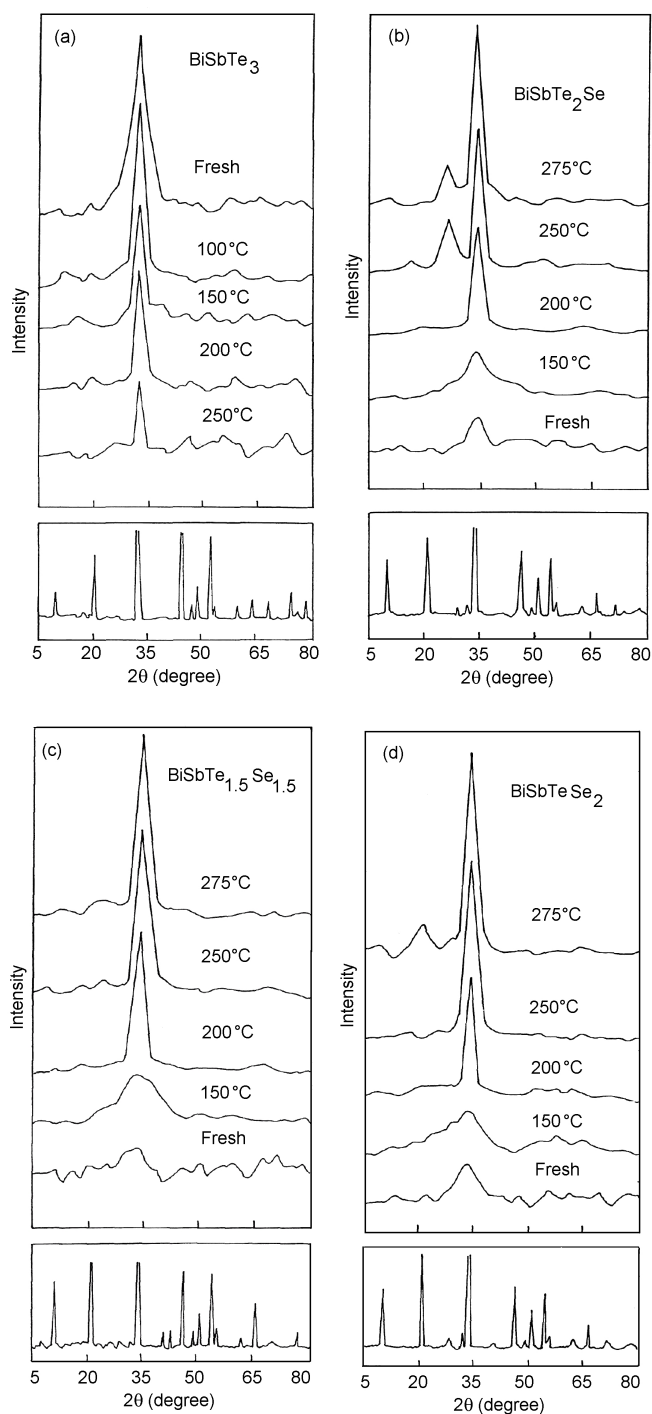 (a)
BiSbTe3
Fresh
100°C
150°C
200°C
250°C
Intensity
5 20 35 50 65 80
2θ (degree)
(b)
BiSbTe2Se
275°C
250°C
200°C
150°C
Fresh
Intensity
5 20 35 50 65 80
2θ (degree)
(c)
BiSbTe1.5Se1.5
275°C
250°C
200°C
150°C
Fresh
Intensity
5 20 35 50 65 80
2θ (degree)
(d)
BiSbTeSe2
275°C
250°C
200°C
150°C
Fresh
Intensity
5 20 35 50 65 80
2θ (degree)